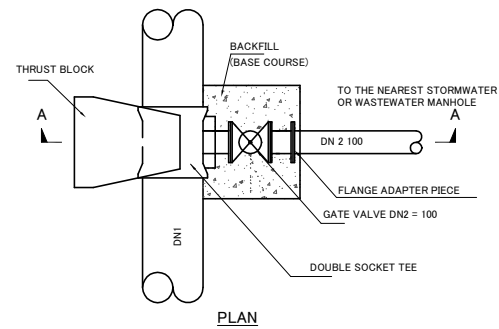 BACKFILL
(BASE COURSE)
THRUST BLOCK
TO THE NEAREST STORMWATER
OR WASTEWATER MANHOLE
A
A
DN 2 100
FLANGE ADAPTER PIECE
GATE VALVE DN2 = 100
DN1
DOUBLE SOCKET TEE
PLAN